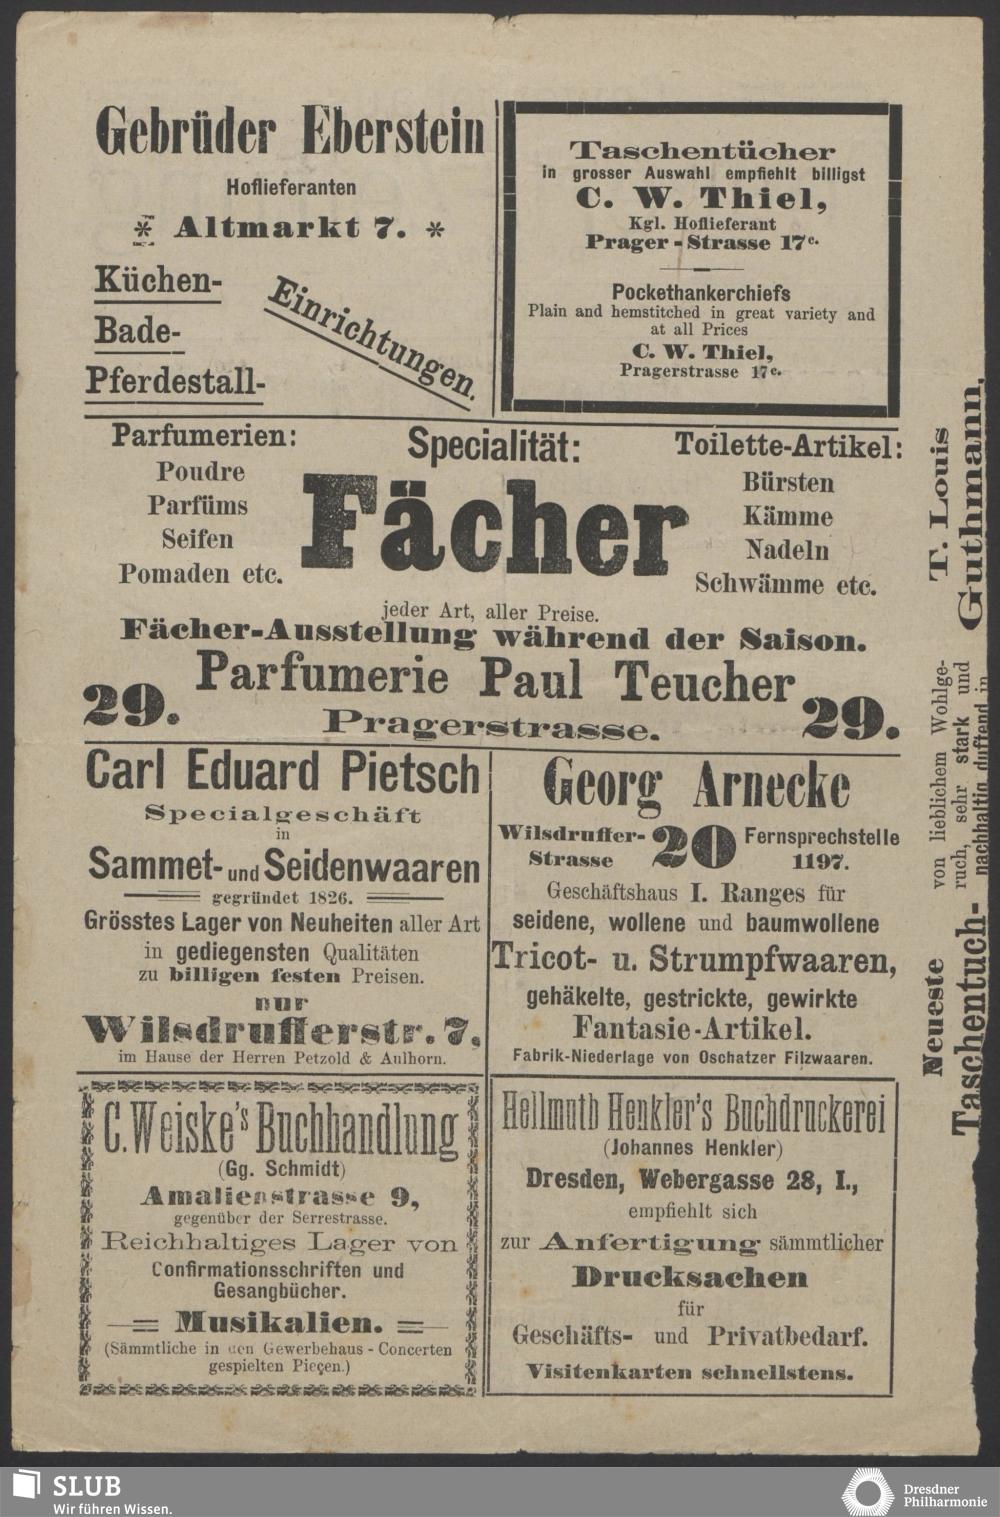 Gebrüder Eberstein
Hoflieferanten
* Altmarkt 7. *
Küchen-
Bade-
Pferdestall-
Einrichtungen.
Taschentücher
in grosser Auswahl empfiehlt billigst
C. W. Thiel,
Kgl. Hoflieferant
Prager-Strasse 17c.
Pockethankerchiefs
Plain and hemstitched in great variety and
at all Prices
C. W. Thiel,
Pragerstrasse 17c.
Parfumerien:
Poudre
Parfüms
Seifen
Pomaden etc.
Specialität:
Fächer
Toilette-Artikel:
Bürsten
Kämme
Nadeln
Schwämme etc.
jeder Art, aller Preise.
Fächer-Ausstellung während der Saison.
Parfumerie Paul Teucher
29. Pragerstrasse. 29.
Carl Eduard Pietsch
Specialgeschäft
in
Sammet- und Seidenwaaren
gegründet 1826.
Grösstes Lager von Neuheiten aller Art
in gediegensten Qualitäten
zu billigen festen Preisen.
nur
Wilsdrufferstr. 7,
im Hause der Herren Petzold & Aulhorn.
Georg Arnecke
Wilsdruffer-
Strasse
20
Fernsprechstelle
1197.
Geschäftshaus I. Ranges für
seidene, wollene und baumwollene
Tricot- u. Strumpfwaaren,
gehäkelte, gestrickte, gewirkte
Fantasie-Artikel.
Fabrik-Niederlage von Oschatzer Filzwaaren.
C. Weiske's Buchhandlung
(Gg. Schmidt)
Amalienstrasse 9,
gegenüber der Serrestrasse.
Reichhaltiges Lager von
Confirmationsschriften und
Gesangbücher.
Musikalien.
(Sämmtliche in den Gewerbehaus-Concerten
gespielten Pieçen.)
Hellmuth Henkler's Buchdruckerei
(Johannes Henkler)
Dresden, Webergasse 28, I.,
empfiehlt sich
zur Anfertigung sämmtlicher
Drucksachen
für
Geschäfts- und Privatbedarf.
Visitenkarten schnellstens.
Neueste
Taschentuch-
von lieblichem Wohlge-
ruch, sehr stark und
nachhaltig duftend in
T. Louis
Guthmann,
SLUB
Wir führen Wissen.
Dresdner
Philharmonie